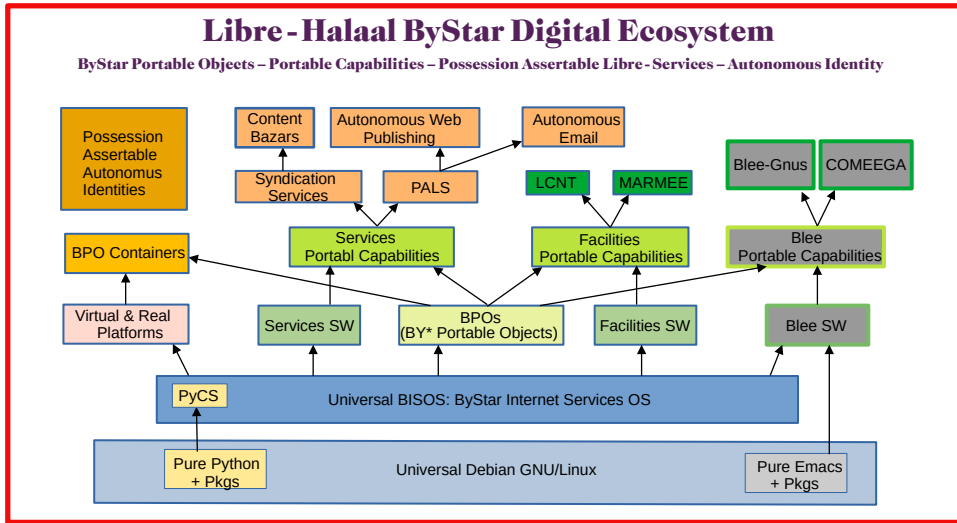 Libre-Halaal ByStar Digital Ecosystem
ByStar Portable Objects – Portable Capabilities – Possession Assertable Libre-Services – Autonomous Identity
Possession
Assertable
Autonomus
Identities
Content
Bazars
Autonomous Web
Publishing
Autonomous
Email
Blee-Gnus
COMEEGA
Syndication
Services
PALS
LCNT
MARMEE
BPO Containers
Services
Portabl Capabilities
Facilities
Portable Capabilities
Blee
Portable Capabilities
Virtual & Real
Platforms
Services SW
BPOs
(BY* Portable Objects)
Facilities SW
Blee SW
PyCS
Universal BISOS: ByStar Internet Services OS
Pure Python
+ Pkgs
Universal Debian GNU/Linux
Pure Emacs
+ Pkgs